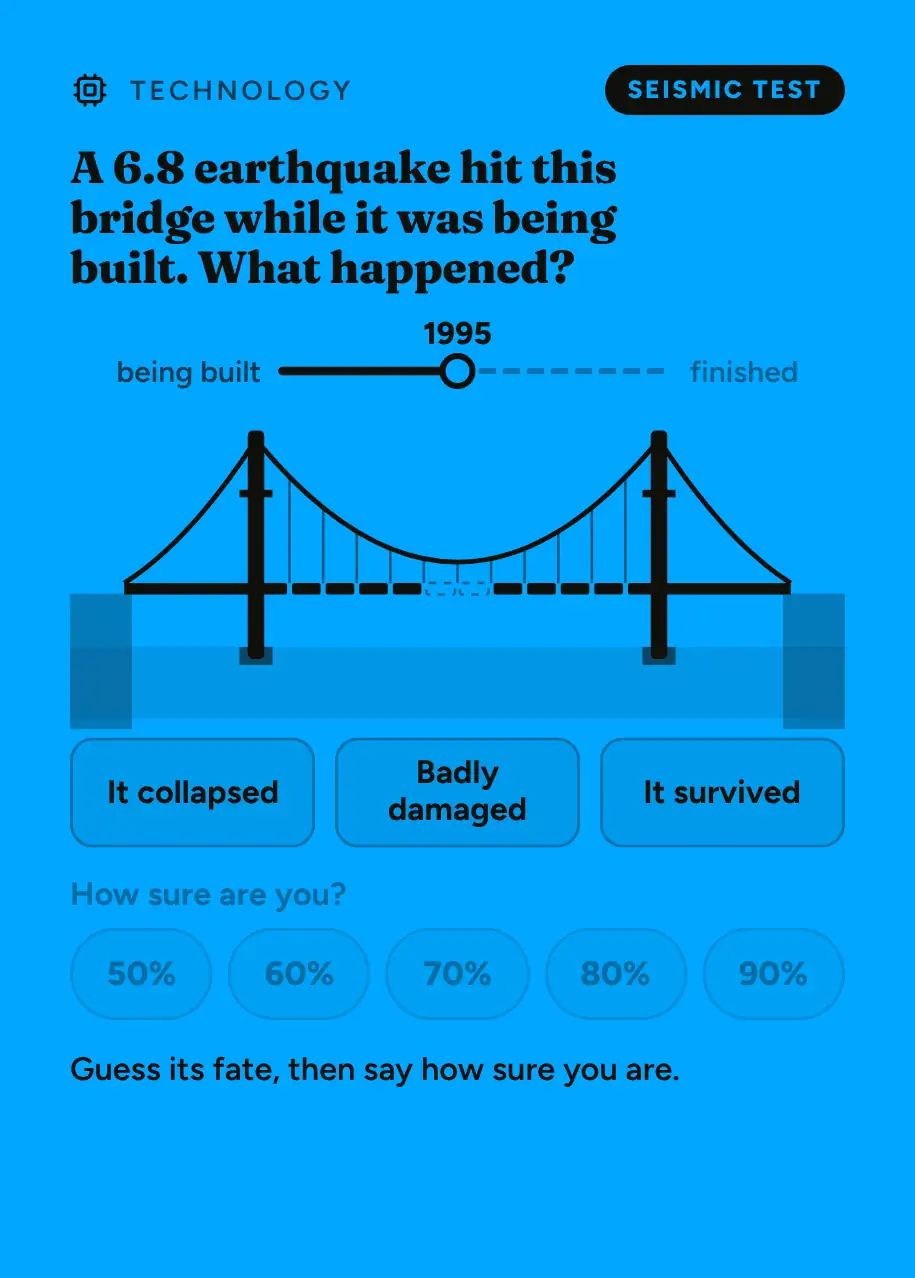 TECHNOLOGY
SEISMIC TEST
A 6.8 earthquake hit this
bridge while it was being
built. What happened?
1995
being built
finished
It collapsed
Badly
damaged
It survived
How sure are you?
50%
60%
70%
80%
90%
Guess its fate, then say how sure you are.